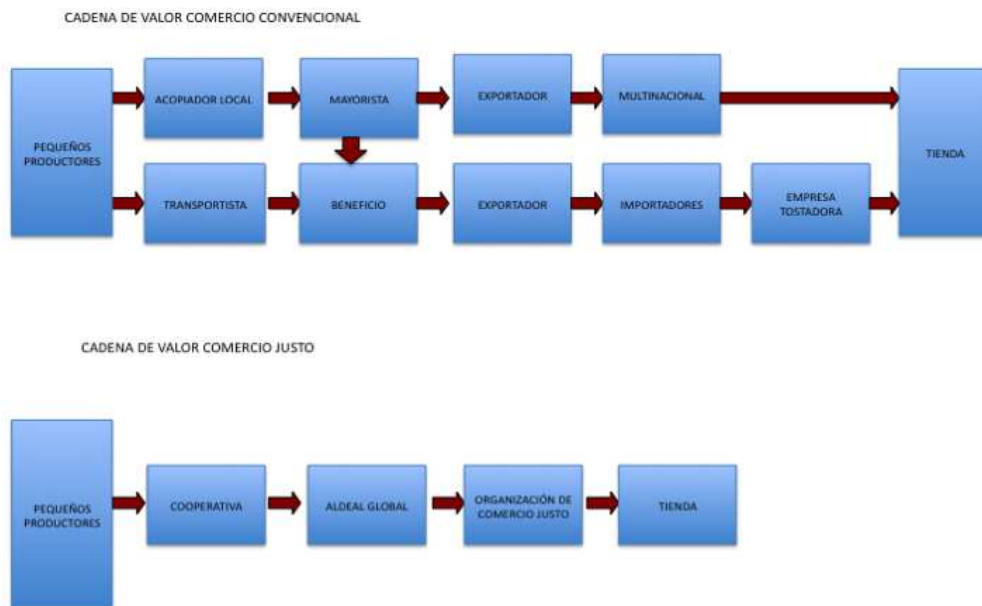 CADENA DE VALOR COMERCIO CONVENCIONAL
PEQUEÑOS
PRODUCTORES
ACOPIADOR LOCAL
MAYORISTA
EXPORTADOR
MULTINACIONAL
TIENDA
TRANSPORTISTA
BENEFICIO
EXPORTADOR
IMPORTADORES
EMPRESA
TOSTADORA
CADENA DE VALOR COMERCIO JUSTO
PEQUEÑOS
PRODUCTORES
COOPERATIVA
ALDEAL GLOBAL
ORGANIZACIÓN DE
COMERCIO JUSTO
TIENDA